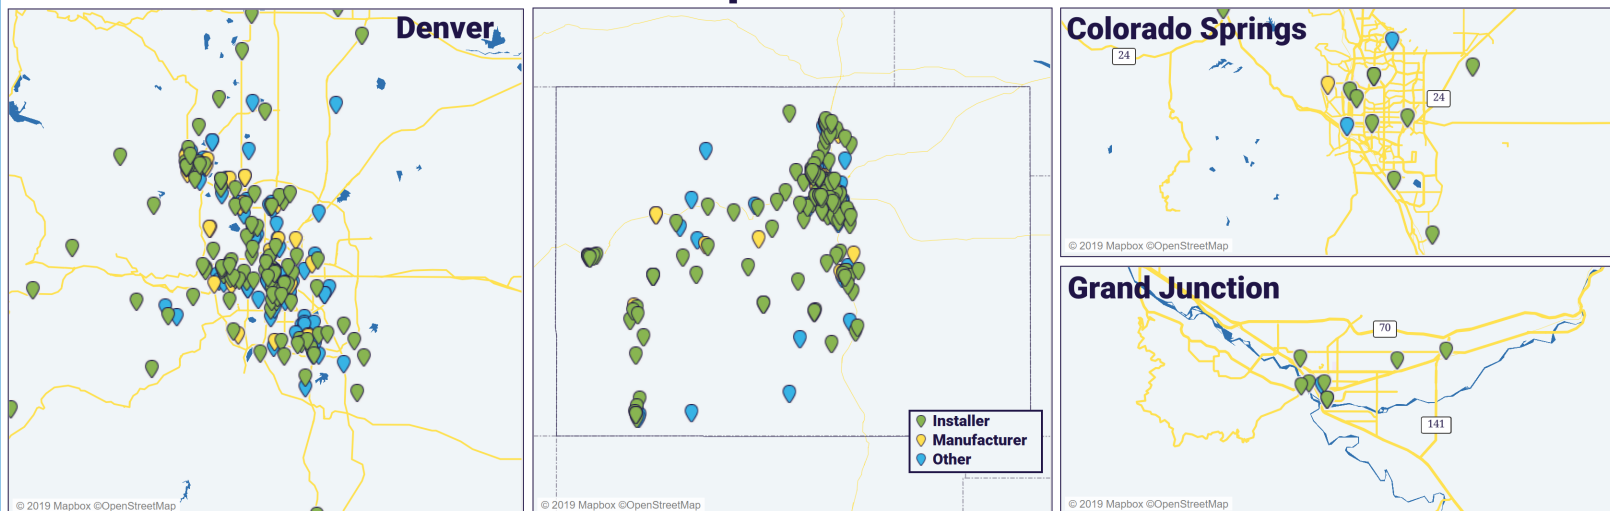 Denver
© 2019 Mapbox ©OpenStreetMap
Installer
Manufacturer
Other
© 2019 Mapbox ©OpenStreetMap
Colorado Springs
24
24
© 2019 Mapbox ©OpenStreetMap
Grand Junction
70
141
© 2019 Mapbox ©OpenStreetMap